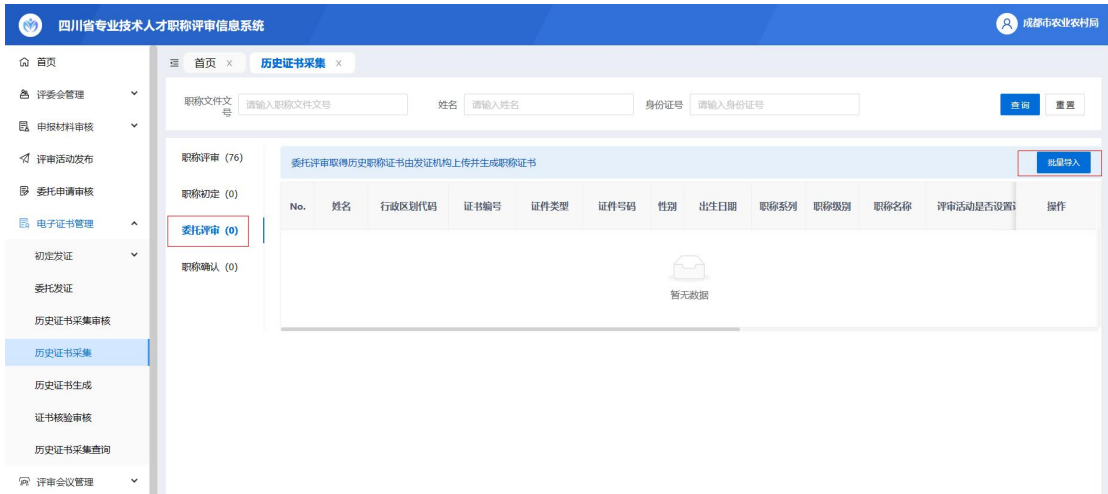 四川省专业技术人才职称评审信息系统
成都市农业农村局
首页
评委会管理
申报材料审核
评审活动发布
委托申请审核
电子证书管理
初定发证
委托发证
历史证书采集审核
历史证书采集
历史证书生成
证书核验审核
历史证书采集查询
评审会议管理
首页 × 历史证书采集 ×
职称文件文号 请输入职称文件文号 姓名 请输入姓名 身份证号 请输入身份证号 查询 重置
职称评审 (76)
职称初定 (0)
委托评审 (0)
职称确认 (0)
委托评审取得历史职称证书由发证机构上传并生成职称证书 批量导入
No. 姓名 行政区划代码 证书编号 证件类型 证件号码 性别 出生日期 职称系列 职称级别 职称名称 评审活动是否设置 操作
暂无数据